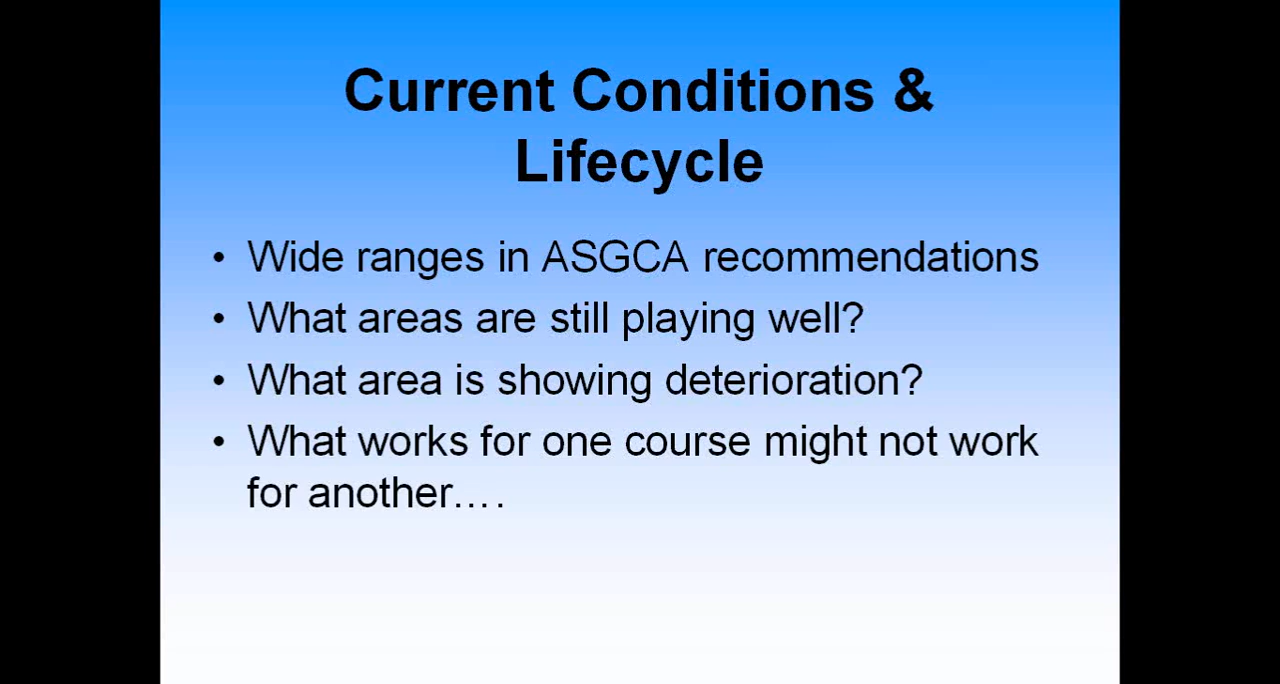 Current Conditions &
Lifecycle
• Wide ranges in ASGCA recommendations
• What areas are still playing well?
• What area is showing deterioration?
• What works for one course might not work
for another….